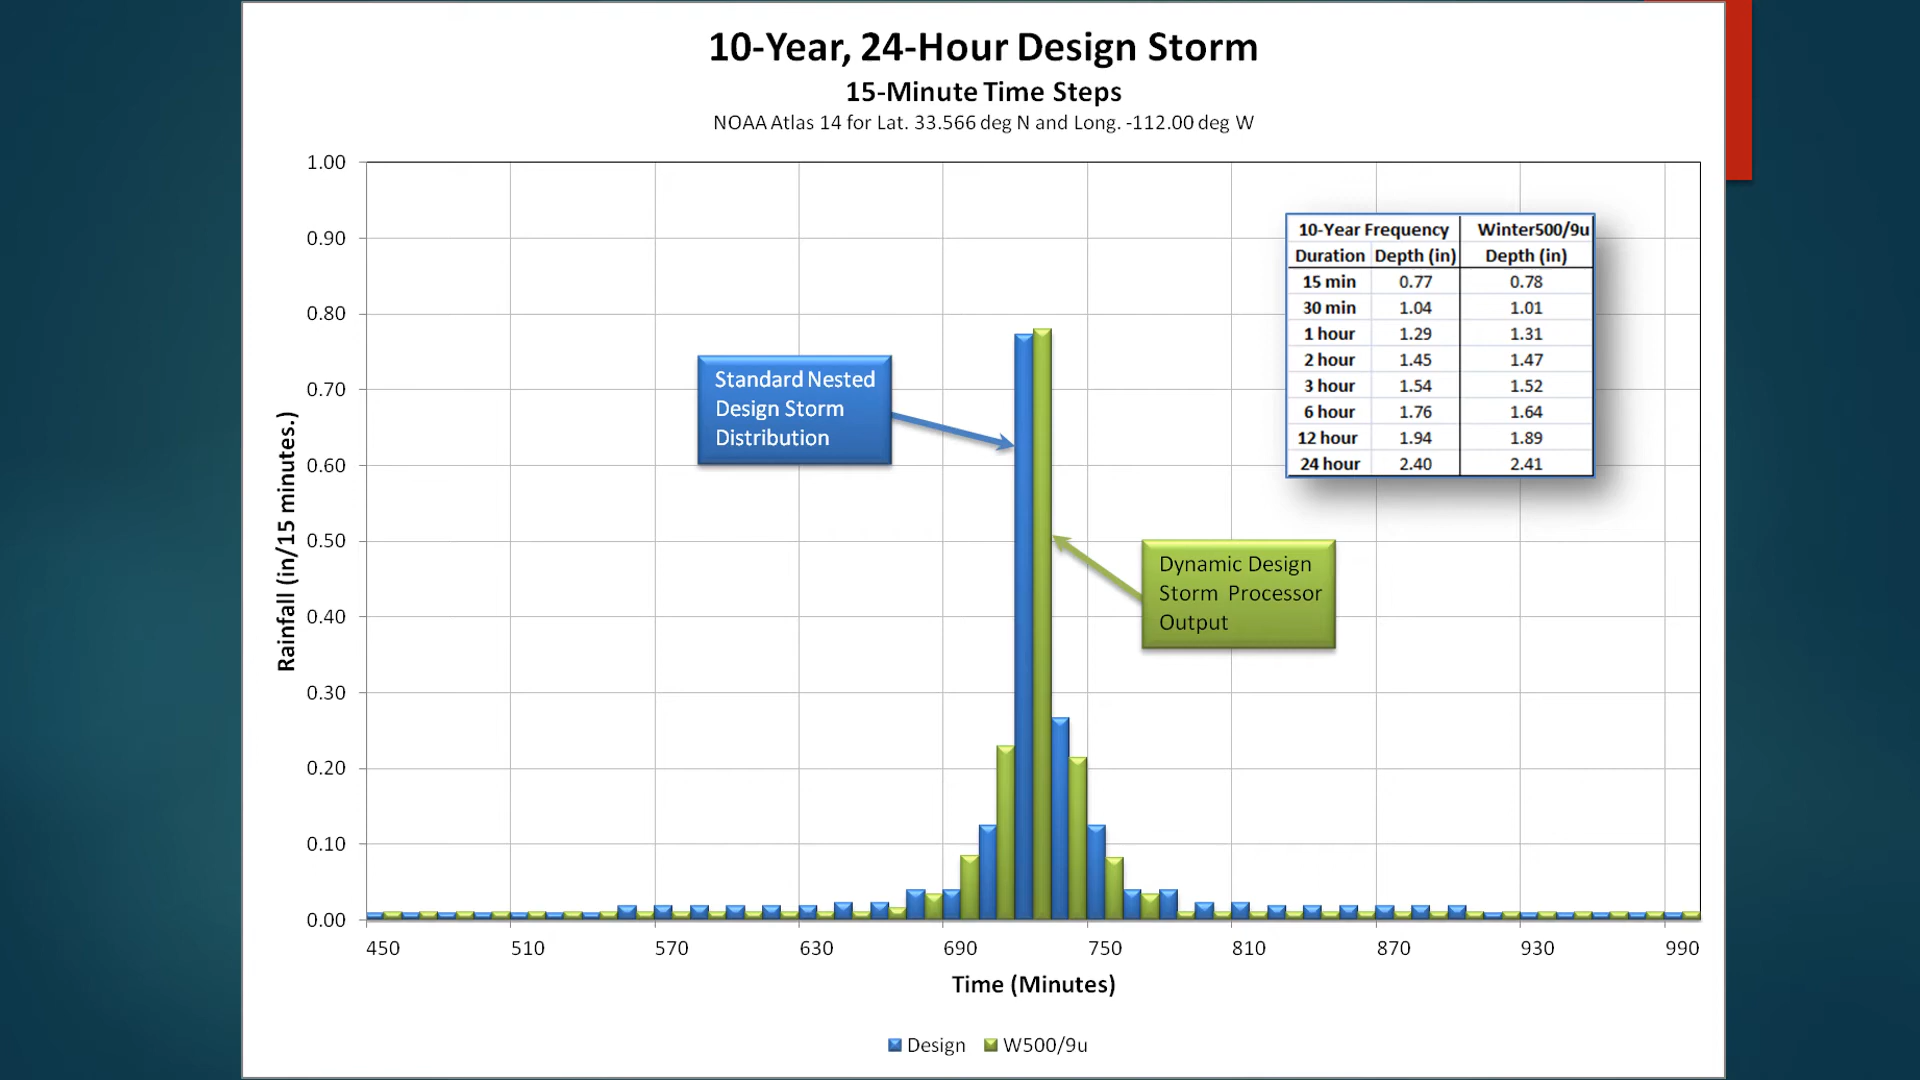 10-Year, 24-Hour Design Storm
15-Minute Time Steps
NOAA Atlas 14 for Lat. 33.566 deg N and Long. -112.00 deg W
Rainfall (in/15 minutes.)
1.00
0.90
0.80
0.70
0.60
0.50
0.40
0.30
0.20
0.10
0.00
10-Year Frequency Winter500/9u
Duration Depth (in) Depth (in)
15 min 0.77 0.78
30 min 1.04 1.01
1 hour 1.29 1.31
2 hour 1.45 1.47
3 hour 1.54 1.52
6 hour 1.76 1.64
12 hour 1.94 1.89
24 hour 2.40 2.41
Standard Nested
Design Storm
Distribution
Dynamic Design
Storm Processor
Output
450 510 570 630 690 750 810 870 930 990
Time (Minutes)
Design W500/9u